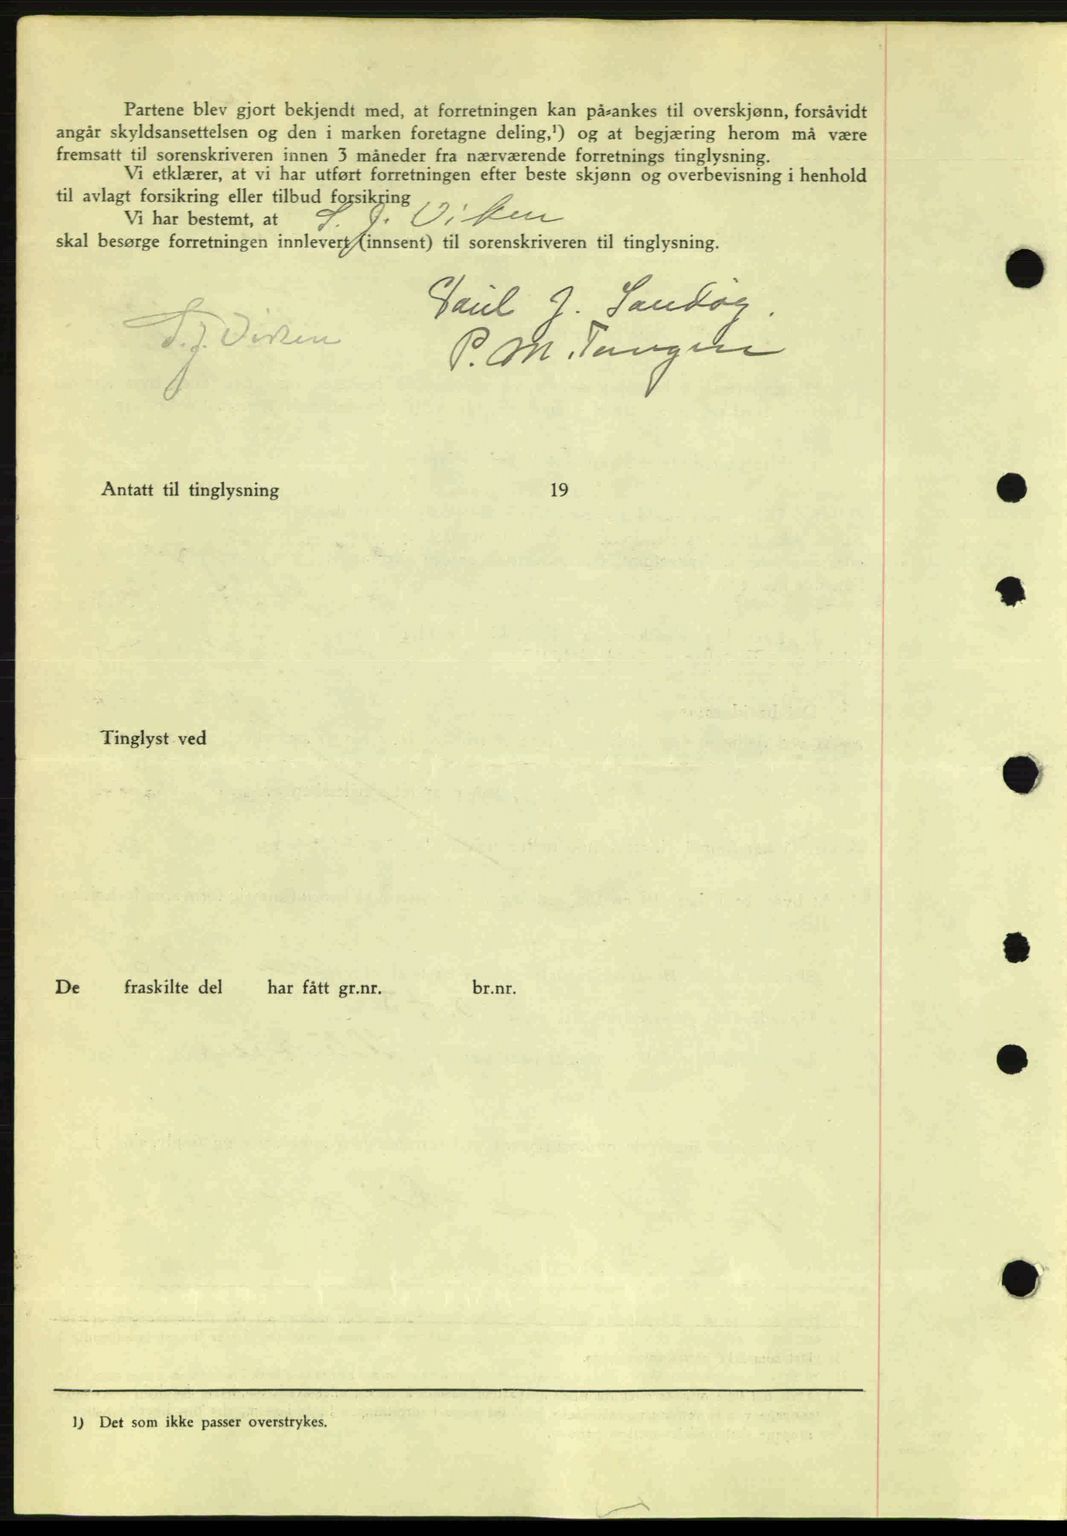 Partene blev gjort bekjendt med, at forretningen kan på-ankes til overskjønn, forsåvidt
angår skyldsansettelsen og den i marken foretagne deling,¹) og at begjæring herom må være
fremsatt til sorenskriveren innen 3 måneder fra nærværende forretnings tinglysning.
Vi etklærer, at vi har utført forretningen efter beste skjønn og overbevisning i henhold
til avlagt forsikring eller tilbud forsikring
Vi har bestemt, at S. J. Viken
skal besørge forretningen innlevert (innsent) til sorenskriveren til tinglysning.
Paul J. Sandøy.
S. J. Viken
P. M. Tangen
Antatt til tinglysning 19
Tinglyst ved
De fraskilte del har fått gr.nr. br.nr.
1) Det som ikke passer overstrykes.